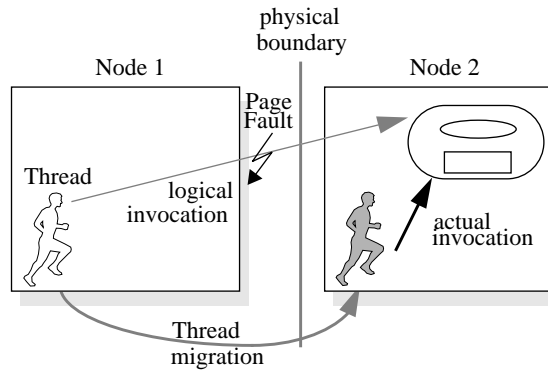 physical
boundary
Node 1
Node 2
Page
Fault
Thread
logical
invocation
actual
invocation
Thread
migration